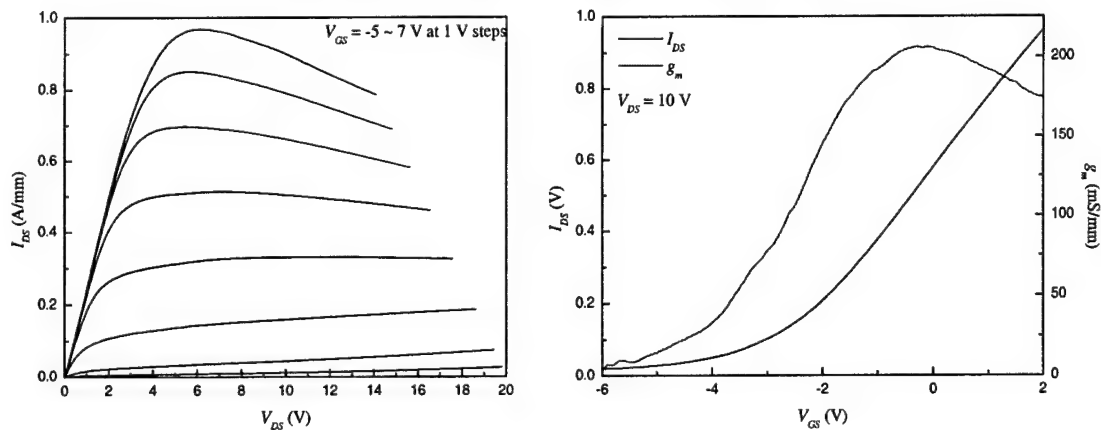 V_GS = -5 ~ 7 V at 1 V steps
1.0
0.8
0.6
0.4
0.2
0.0
I_DS (A/mm)
0 2 4 6 8 10 12 14 16 18 20
V_DS (V)
I_DS
g_m
V_DS = 10 V
1.0
0.8
0.6
0.4
0.2
0.0
I_DS (V)
200
150
100
50
0
g_m (mS/mm)
-6 -4 -2 0 2
V_GS (V)